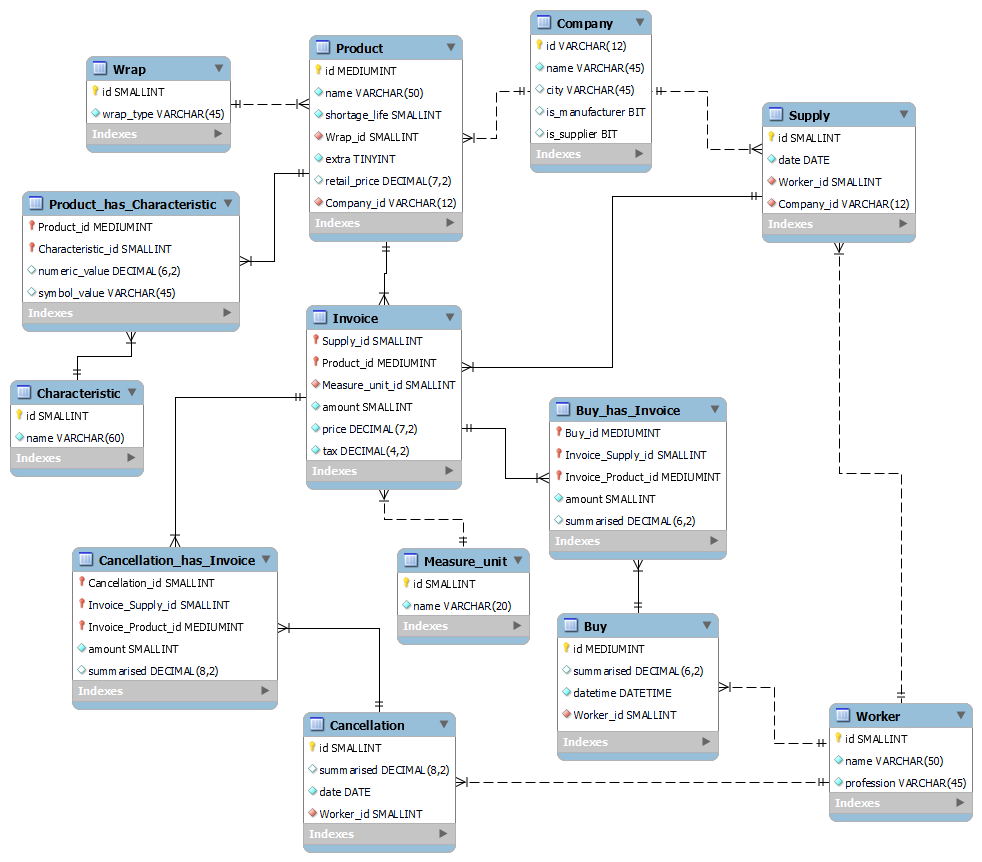 Company
id VARCHAR(12)
name VARCHAR(45)
city VARCHAR(45)
is_manufacturer BIT
is_supplier BIT
Indexes
Product
id MEDIUMINT
name VARCHAR(50)
shortage_life SMALLINT
Wrap_id SMALLINT
extra TINYINT
retail_price DECIMAL(7,2)
Company_id VARCHAR(12)
Indexes
Wrap
id SMALLINT
wrap_type VARCHAR(45)
Indexes
Supply
id SMALLINT
date DATE
Worker_id SMALLINT
Company_id VARCHAR(12)
Indexes
Product_has_Characteristic
Product_id MEDIUMINT
Characteristic_id SMALLINT
numeric_value DECIMAL(6,2)
symbol_value VARCHAR(45)
Indexes
Invoice
Supply_id SMALLINT
Product_id MEDIUMINT
Measure_unit_id SMALLINT
amount SMALLINT
price DECIMAL(7,2)
tax DECIMAL(4,2)
Indexes
Characteristic
id SMALLINT
name VARCHAR(60)
Indexes
Buy_has_Invoice
Buy_id MEDIUMINT
Invoice_Supply_id SMALLINT
Invoice_Product_id MEDIUMINT
amount SMALLINT
summarised DECIMAL(6,2)
Indexes
Cancellation_has_Invoice
Cancellation_id SMALLINT
Invoice_Supply_id SMALLINT
Invoice_Product_id MEDIUMINT
amount SMALLINT
summarised DECIMAL(8,2)
Indexes
Measure_unit
id SMALLINT
name VARCHAR(20)
Indexes
Buy
id MEDIUMINT
summarised DECIMAL(6,2)
datetime DATETIME
Worker_id SMALLINT
Indexes
Cancellation
id SMALLINT
summarised DECIMAL(8,2)
date DATE
Worker_id SMALLINT
Indexes
Worker
id SMALLINT
name VARCHAR(50)
profession VARCHAR(45)
Indexes